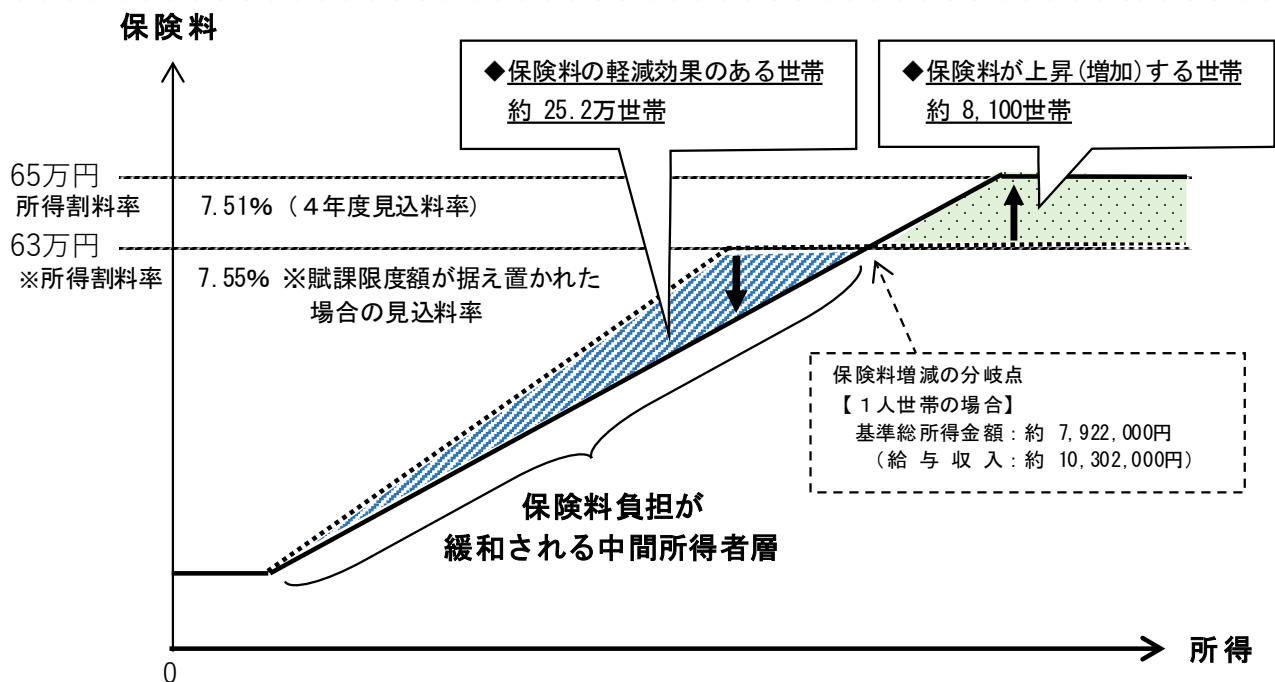 保険料
◆保険料の軽減効果のある世帯
約 25.2万世帯
◆保険料が上昇(増加)する世帯
約 8,100世帯
65万円
所得割料率 7.51% (4年度見込料率)
63万円
※所得割料率 7.55% ※賦課限度額が据え置かれた
場合の見込料率
保険料増減の分岐点
【1人世帯の場合】
基準総所得金額:約 7,922,000円
(給与収入:約 10,302,000円)
保険料負担が
緩和される中間所得者層
所得
0